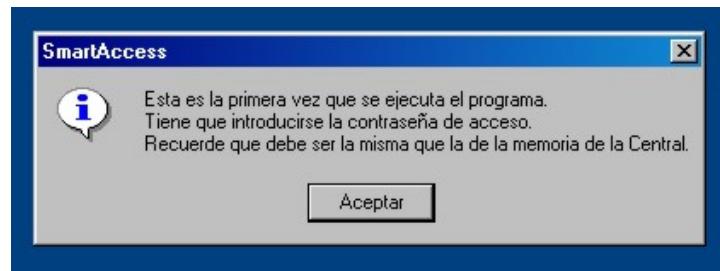 SmartAccess
Esta es la primera vez que se ejecuta el programa.
Tiene que introducirse la contraseña de acceso.
Recuerde que debe ser la misma que la de la memoria de la Central.
Aceptar